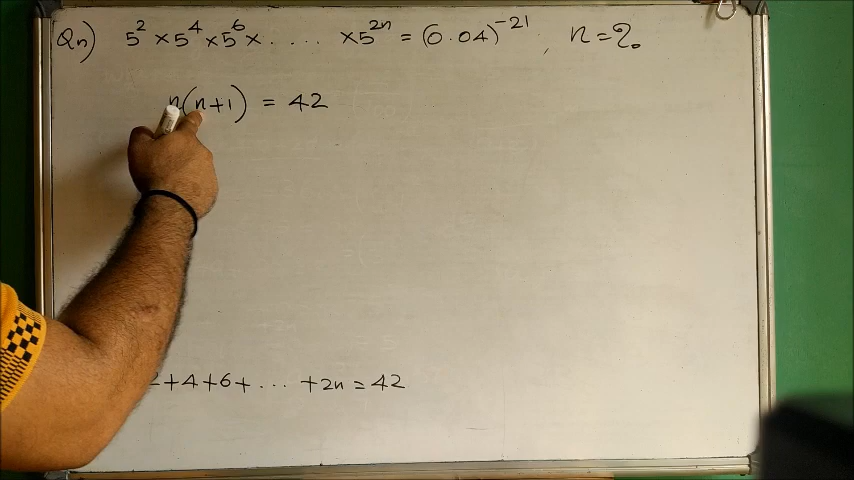 Qn) 5² × 5⁴ × 5⁶ × .... × 5²ⁿ = (0.04)⁻²¹, n = ?.
n(n+1) = 42
2+4+6+ ... +2n = 42